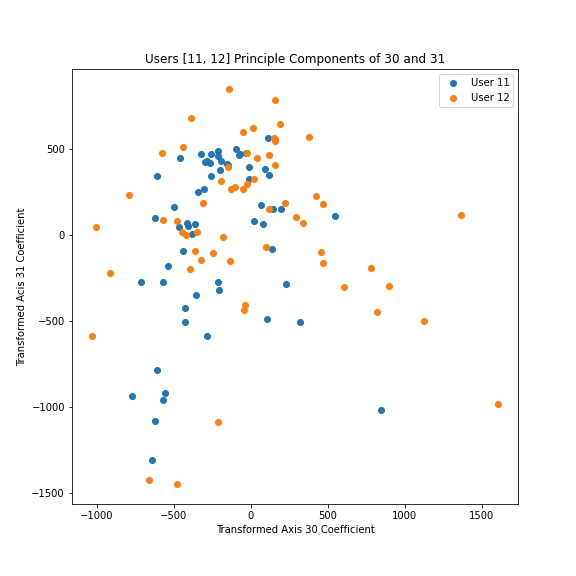 Users [11, 12] Principle Components of 30 and 31
User 11
User 12
Transformed Acis 31 Coefficient
500
0
−500
−1000
−1500
−1000
−500
0
500
1000
1500
Transformed Axis 30 Coefficient